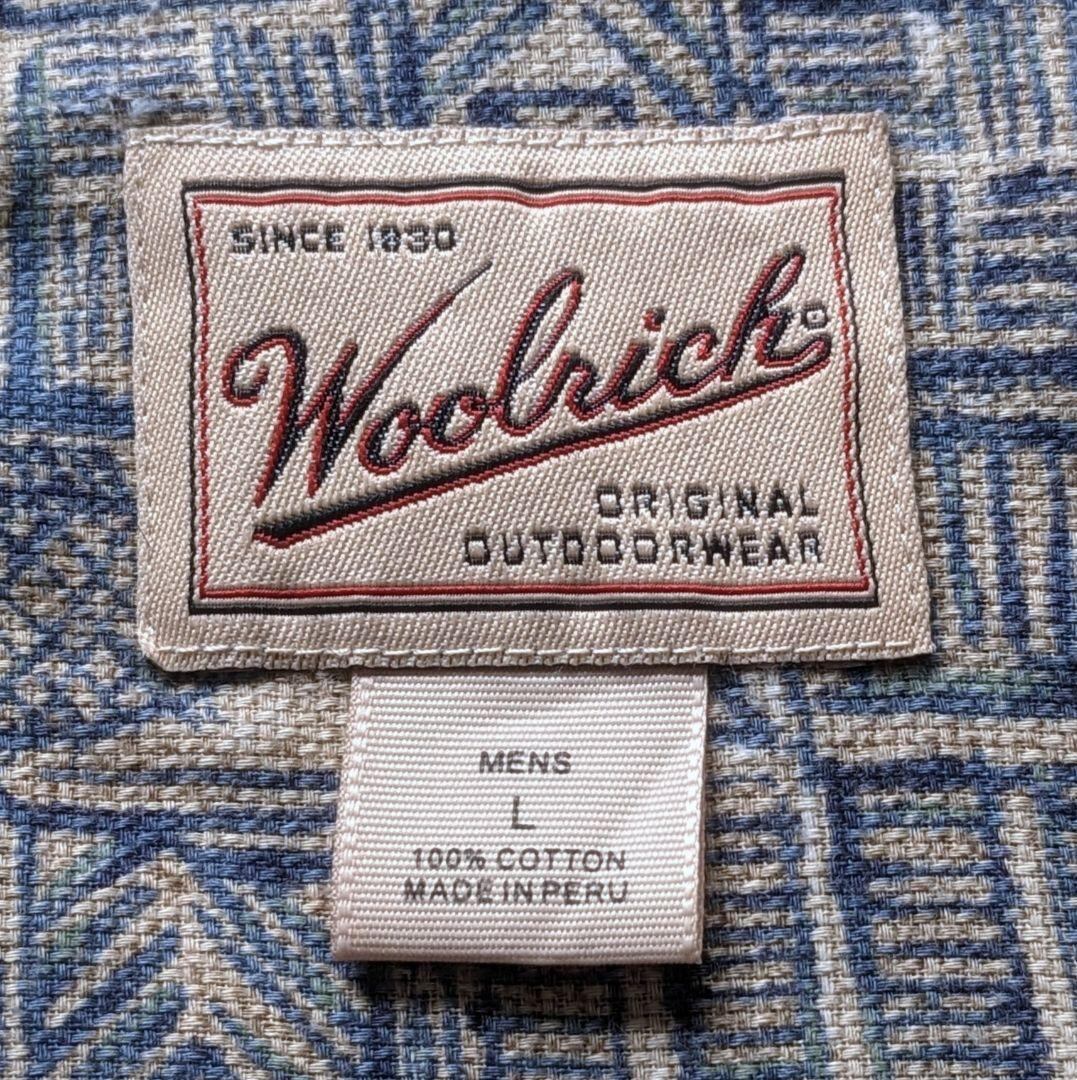 SINCE 1830
Woolrich
ORIGINAL
OUTDOORWEAR
MENS
L
100% COTTON
MADE IN PERU